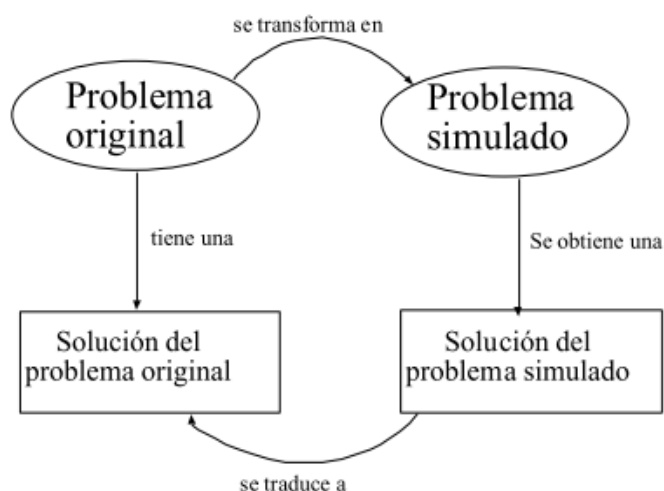 se transforma en
Problema
original
Problema
simulado
tiene una
Se obtiene una
Solución del
problema original
Solución del
problema simulado
se traduce a